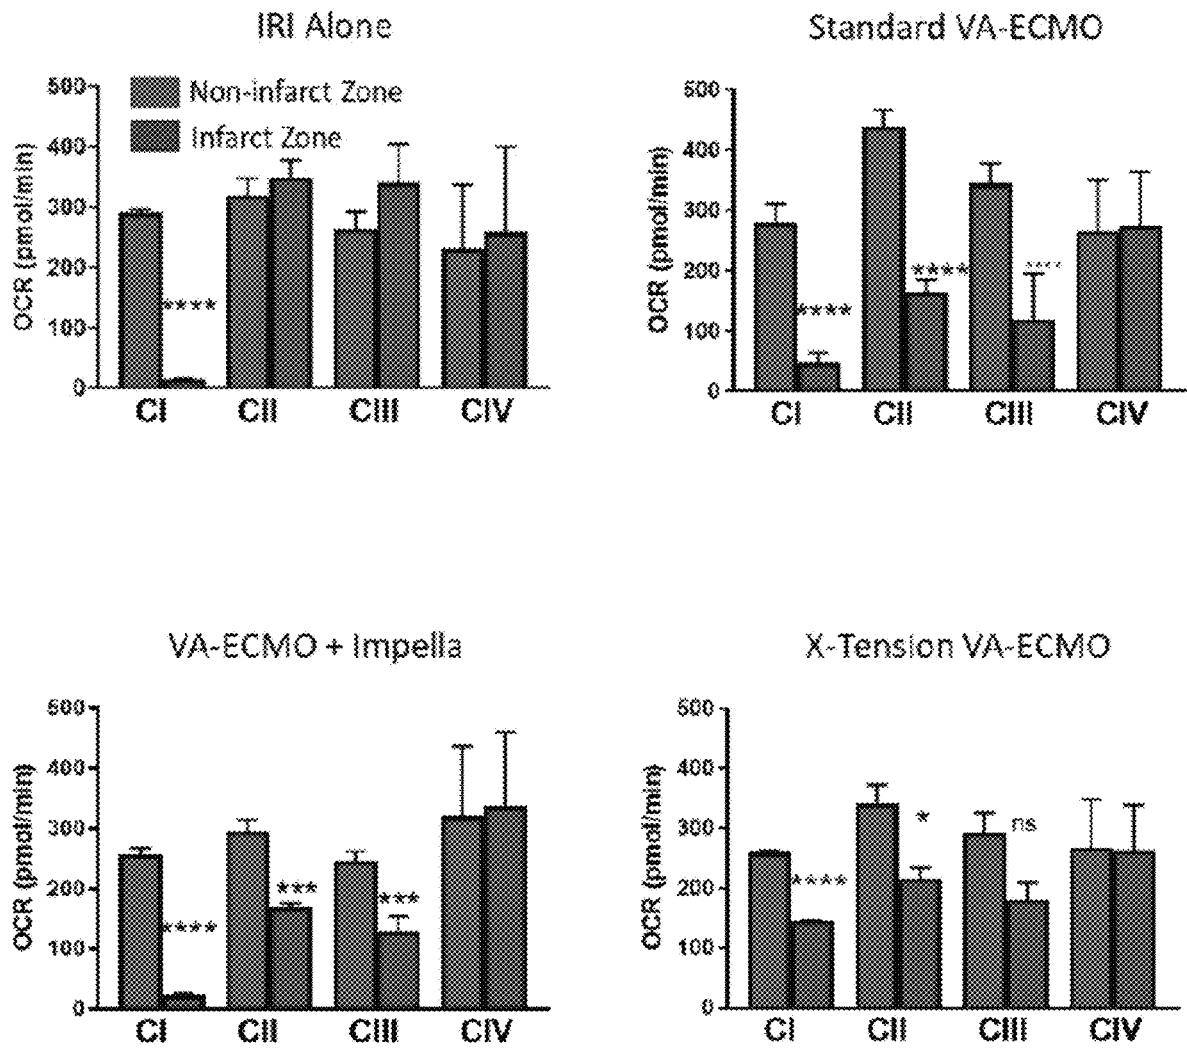 IRI Alone
500
400
300
200
100
0
OCR (pmol/min)
Non-infarct Zone
Infarct Zone
****
CI CII CIII CIV
Standard VA-ECMO
500
400
300
200
100
0
OCR (pmol/min)
****
****
****
CI CII CIII CIV
VA-ECMO + Impella
500
400
300
200
100
0
OCR (pmol/min)
****
***
***
CI CII CIII CIV
X-Tension VA-ECMO
500
400
300
200
100
0
OCR (pmol/min)
****
*
ns
CI CII CIII CIV